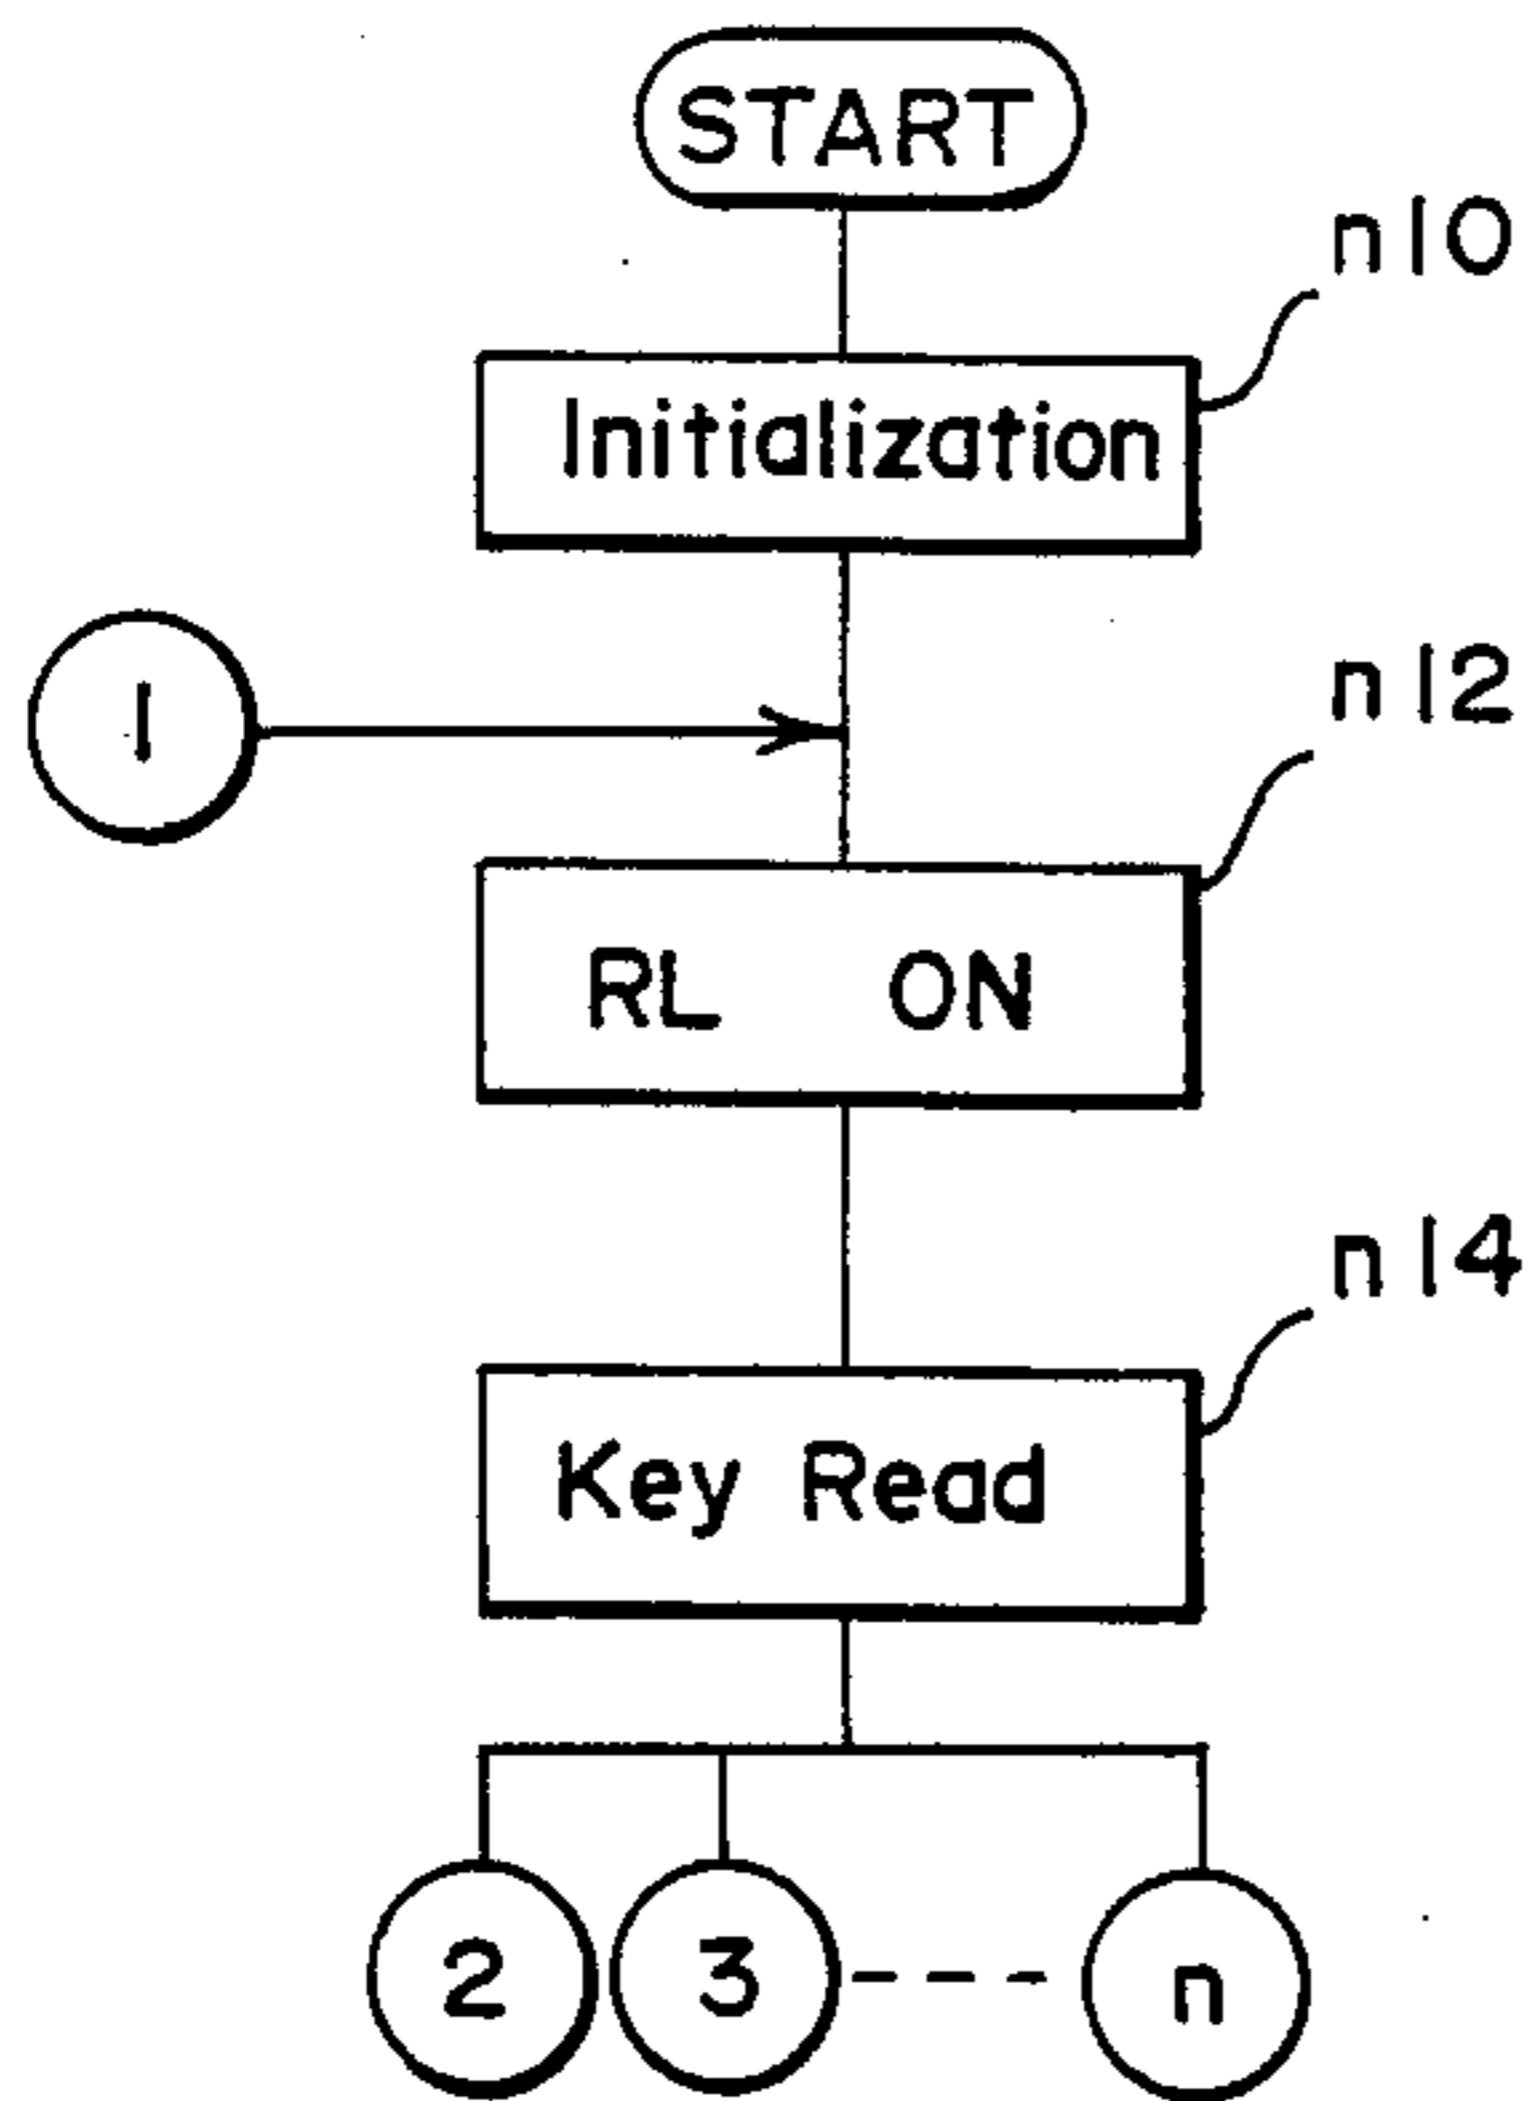 START
n10
Initialization
1
n12
RL ON
n14
Key Read
2 3 --- n